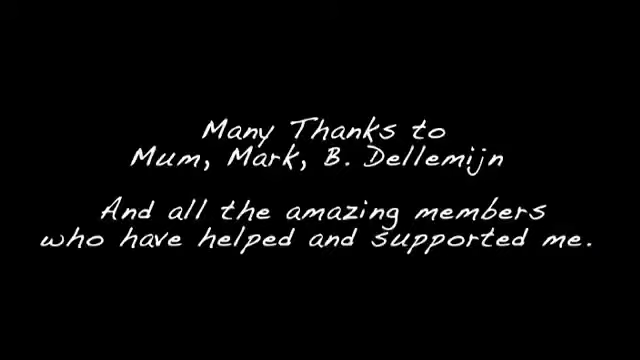 Many Thanks to
Mum, Mark, B. Dellemijn
And all the amazing members
who have helped and supported me.